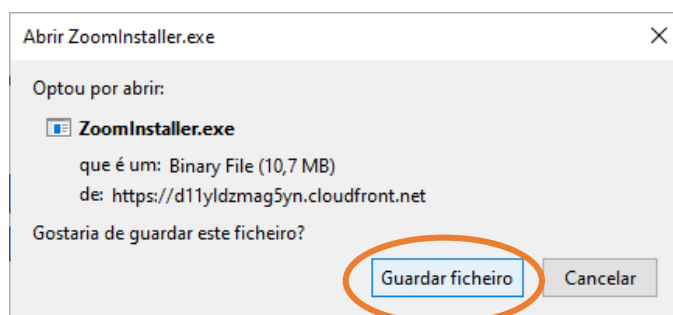 Abrir ZoomInstaller.exe
Optou por abrir:
ZoomInstaller.exe
que é um: Binary File (10,7 MB)
de: https://d11yldzmag5yn.cloudfront.net
Gostaria de guardar este ficheiro?
Guardar ficheiro Cancelar